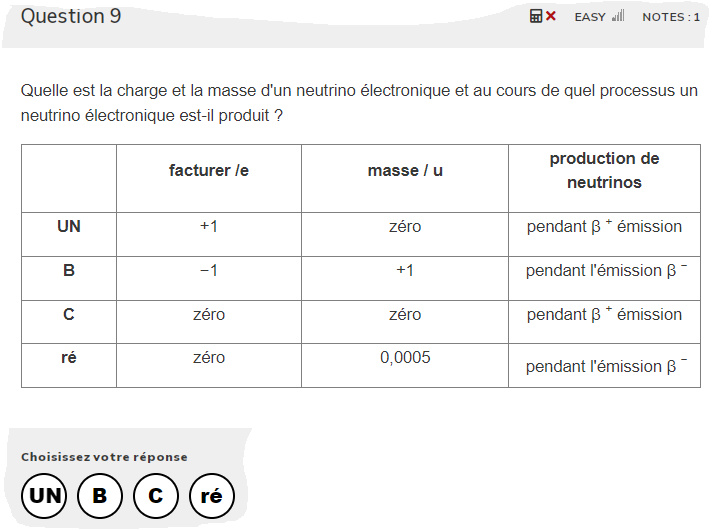 Question 9
EASY NOTES : 1
Quelle est la charge et la masse d'un neutrino électronique et au cours de quel processus un
neutrino électronique est-il produit ?
facturer /e masse / u production de
neutrinos
UN +1 zéro pendant β + émission
B −1 +1 pendant l'émission β −
C zéro zéro pendant β + émission
ré zéro 0,0005 pendant l'émission β −
Choisissez votre réponse
UN B C ré